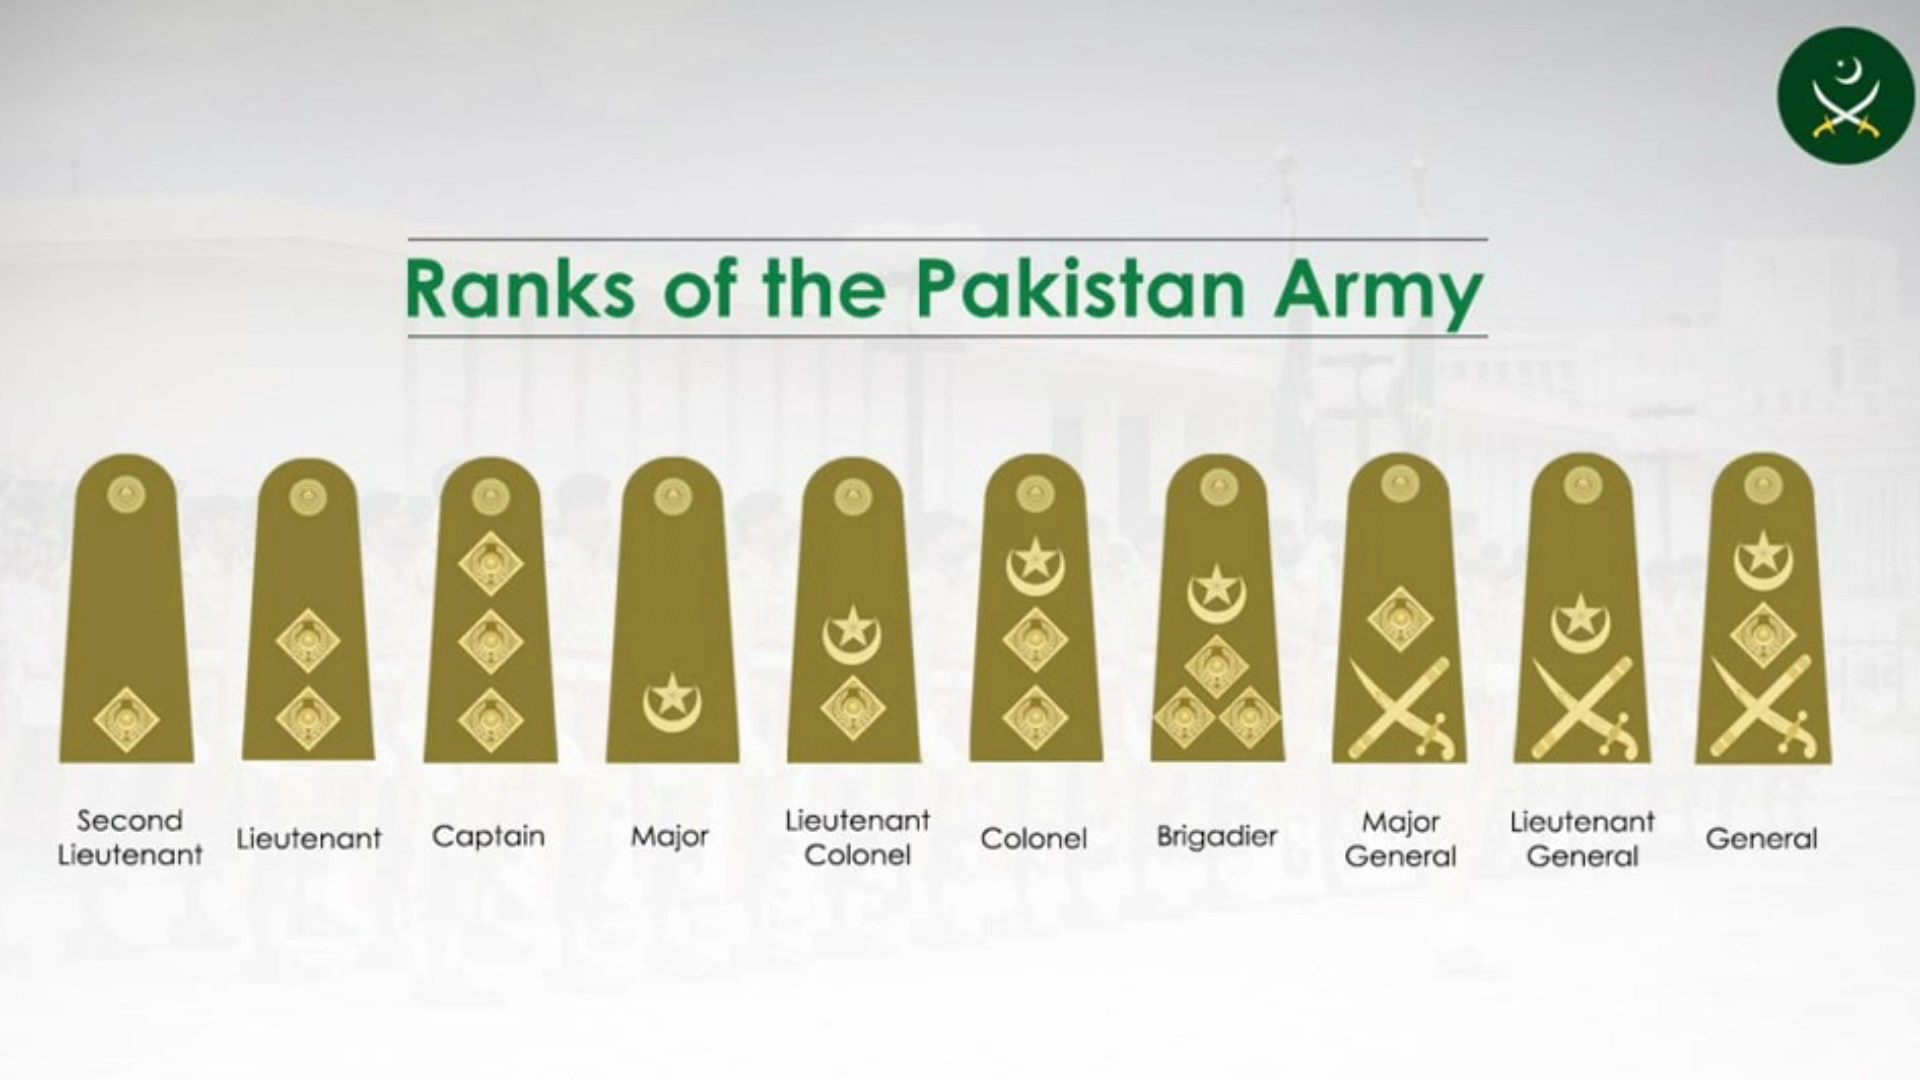 Ranks of the Pakistan Army
Second
Lieutenant
Lieutenant
Captain
Major
Lieutenant
Colonel
Colonel
Brigadier
Major
General
Lieutenant
General
General